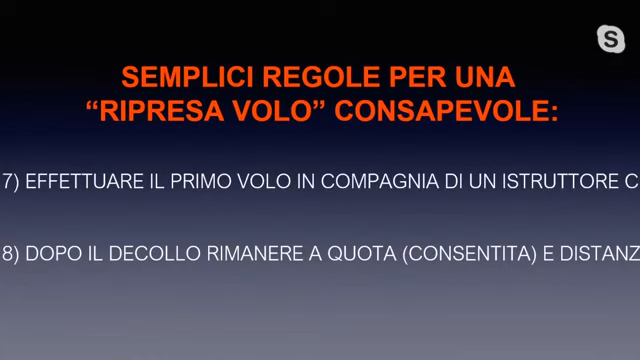 SEMPLICI REGOLE PER UNA
“RIPRESA VOLO” CONSAPEVOLE:
7) EFFETTUARE IL PRIMO VOLO IN COMPAGNIA DI UN ISTRUTTORE C
8) DOPO IL DECOLLO RIMANERE A QUOTA (CONSENTITA) E DISTANZ